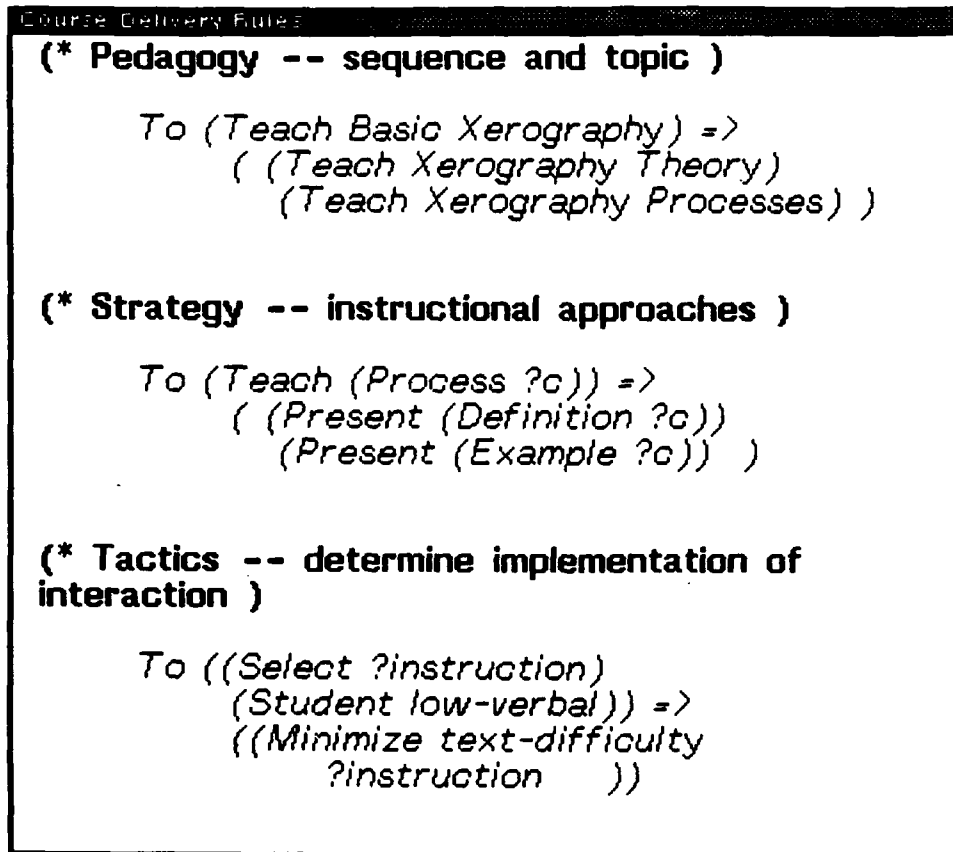 Course Delivery Rules
(* Pedagogy -- sequence and topic )
To (Teach Basic Xerography) =>
( (Teach Xerography Theory)
(Teach Xerography Processes) )
(* Strategy -- instructional approaches )
To (Teach (Process ?c)) =>
( (Present (Definition ?c))
(Present (Example ?c)) )
(* Tactics -- determine implementation of
interaction )
To ((Select ?instruction)
(Student low-verbal)) =>
((Minimize text-difficulty
?instruction ))